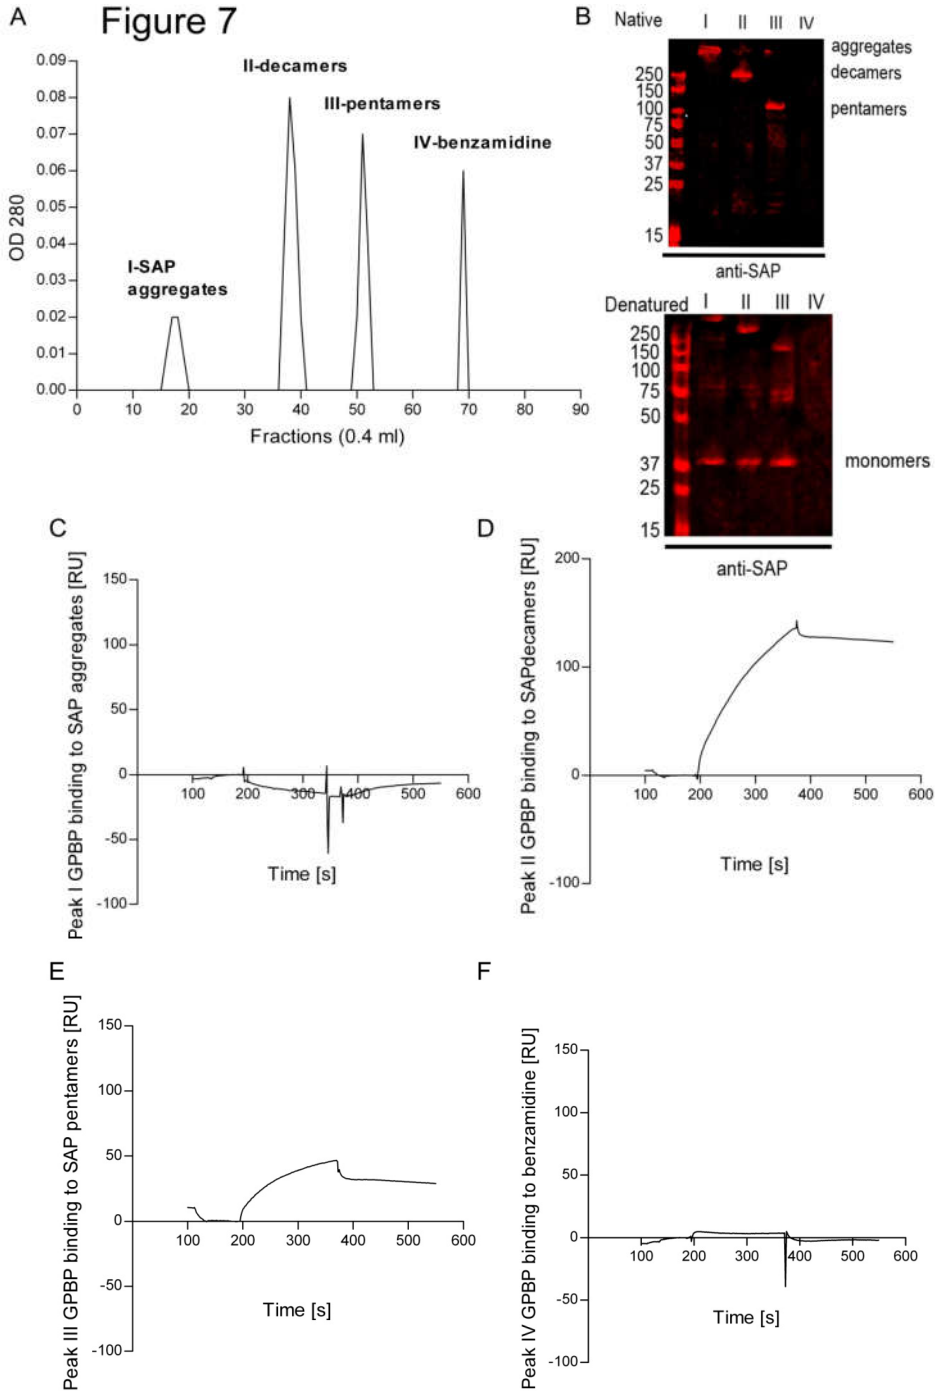 A
Figure 7
OD 280
0.09
0.08
0.07
0.06
0.05
0.04
0.03
0.02
0.01
0.00
II-decamers
III-pentamers
IV-benzamidine
I-SAP
aggregates
0 10 20 30 40 50 60 70 80 90
Fractions (0.4 ml)
B
Native I II III IV
aggregates
decamers
pentamers
250
150
100
75
50
37
25
15
anti-SAP
Denatured I II III IV
250
150
100
75
50
37
25
15
monomers
anti-SAP
C
Peak I GPBP binding to SAP aggregates [RU]
150
100
50
0
-50
-100
100 200 300 400 500 600
Time [s]
D
Peak II GPBP binding to SAPdecamers [RU]
200
100
0
-100
100 200 300 400 500 600
Time [s]
E
Peak III GPBP binding to SAP pentamers [RU]
150
100
50
0
-50
-100
100 200 300 400 500 600
Time [s]
F
Peak IV GPBP binding to benzamidine [RU]
150
100
50
0
-50
-100
100 200 300 400 500 600
Time [s]